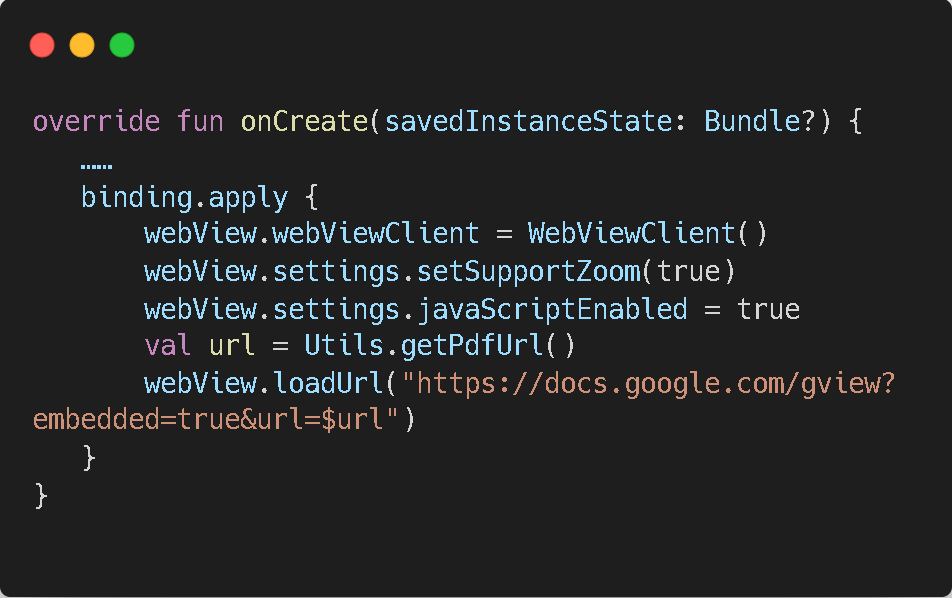 override fun onCreate(savedInstanceState: Bundle?) {
……
binding.apply {
webView.webViewClient = WebViewClient()
webView.settings.setSupportZoom(true)
webView.settings.javaScriptEnabled = true
val url = Utils.getPdfUrl()
webView.loadUrl("https://docs.google.com/gview?
embedded=true&url=$url")
}
}